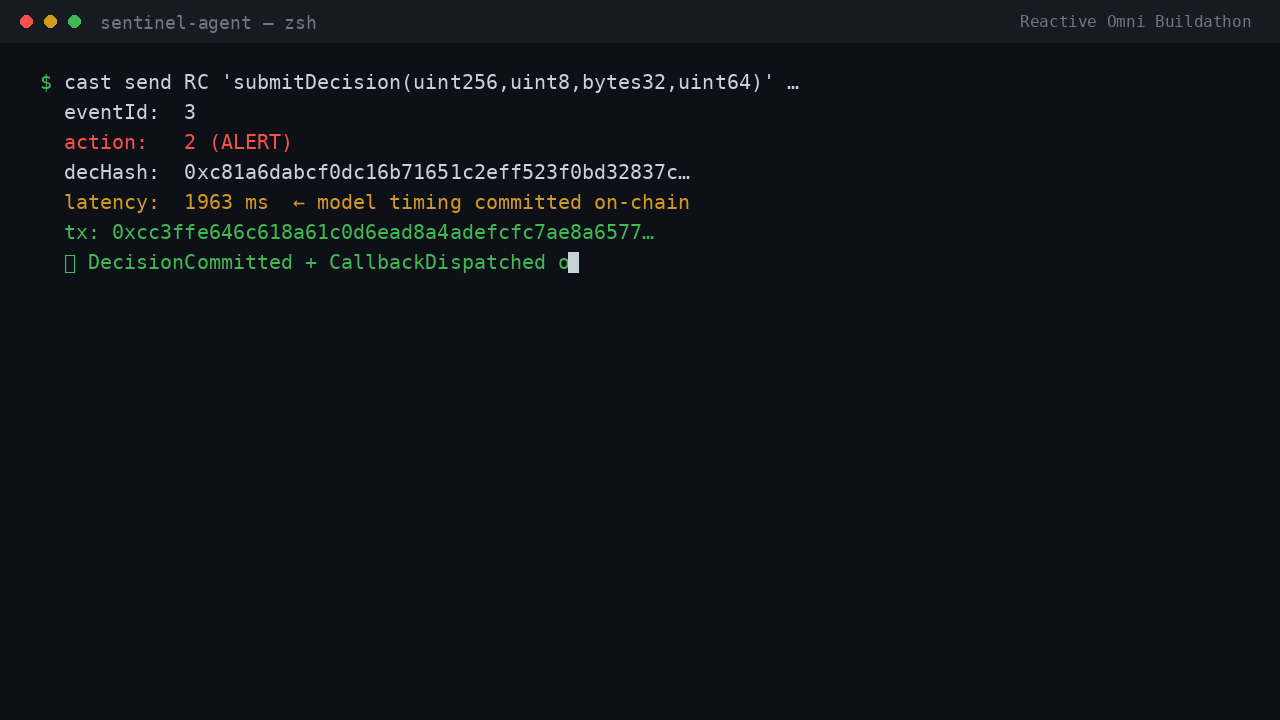 sentinel-agent — zsh
Reactive Omni Buildathon
$ cast send RC 'submitDecision(uint256,uint8,bytes32,uint64)' …
eventId: 3
action: 2 (ALERT)
decHash: 0xc81a6dabcf0dc16b71651c2eff523f0bd32837c…
latency: 1963 ms ← model timing committed on-chain
tx: 0xcc3ffe646c618a61c0d6ead8a4adefcfc7ae8a6577…
DecisionCommitted + CallbackDispatched o